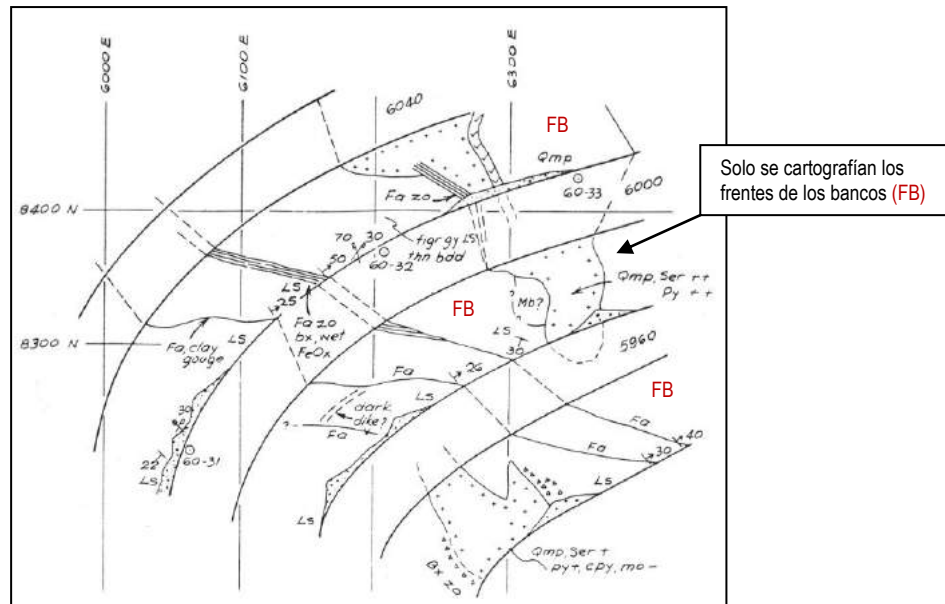 6000 E
6100 E
6300 E
6040
FB
Qmp
60-33
6000
Solo se cartografían los
frentes de los bancos (FB)
8400 N
Fa zo
figr gy LS
thn bdd
70
30
50
60-32
LS
25
Qmp, Ser ++
Py ++
Mb?
FB
Fa zo
bx, wet
FeOx
LS
5960
8300 N
Fa, clay
gouge
LS
30
Fa
26
FB
dark
dike?
LS
?
Fa
Fa
40
30
Fa
30
22
60-31
LS
LS
LS
Qmp, Ser +
py+, cpy, mo-
Bx zo